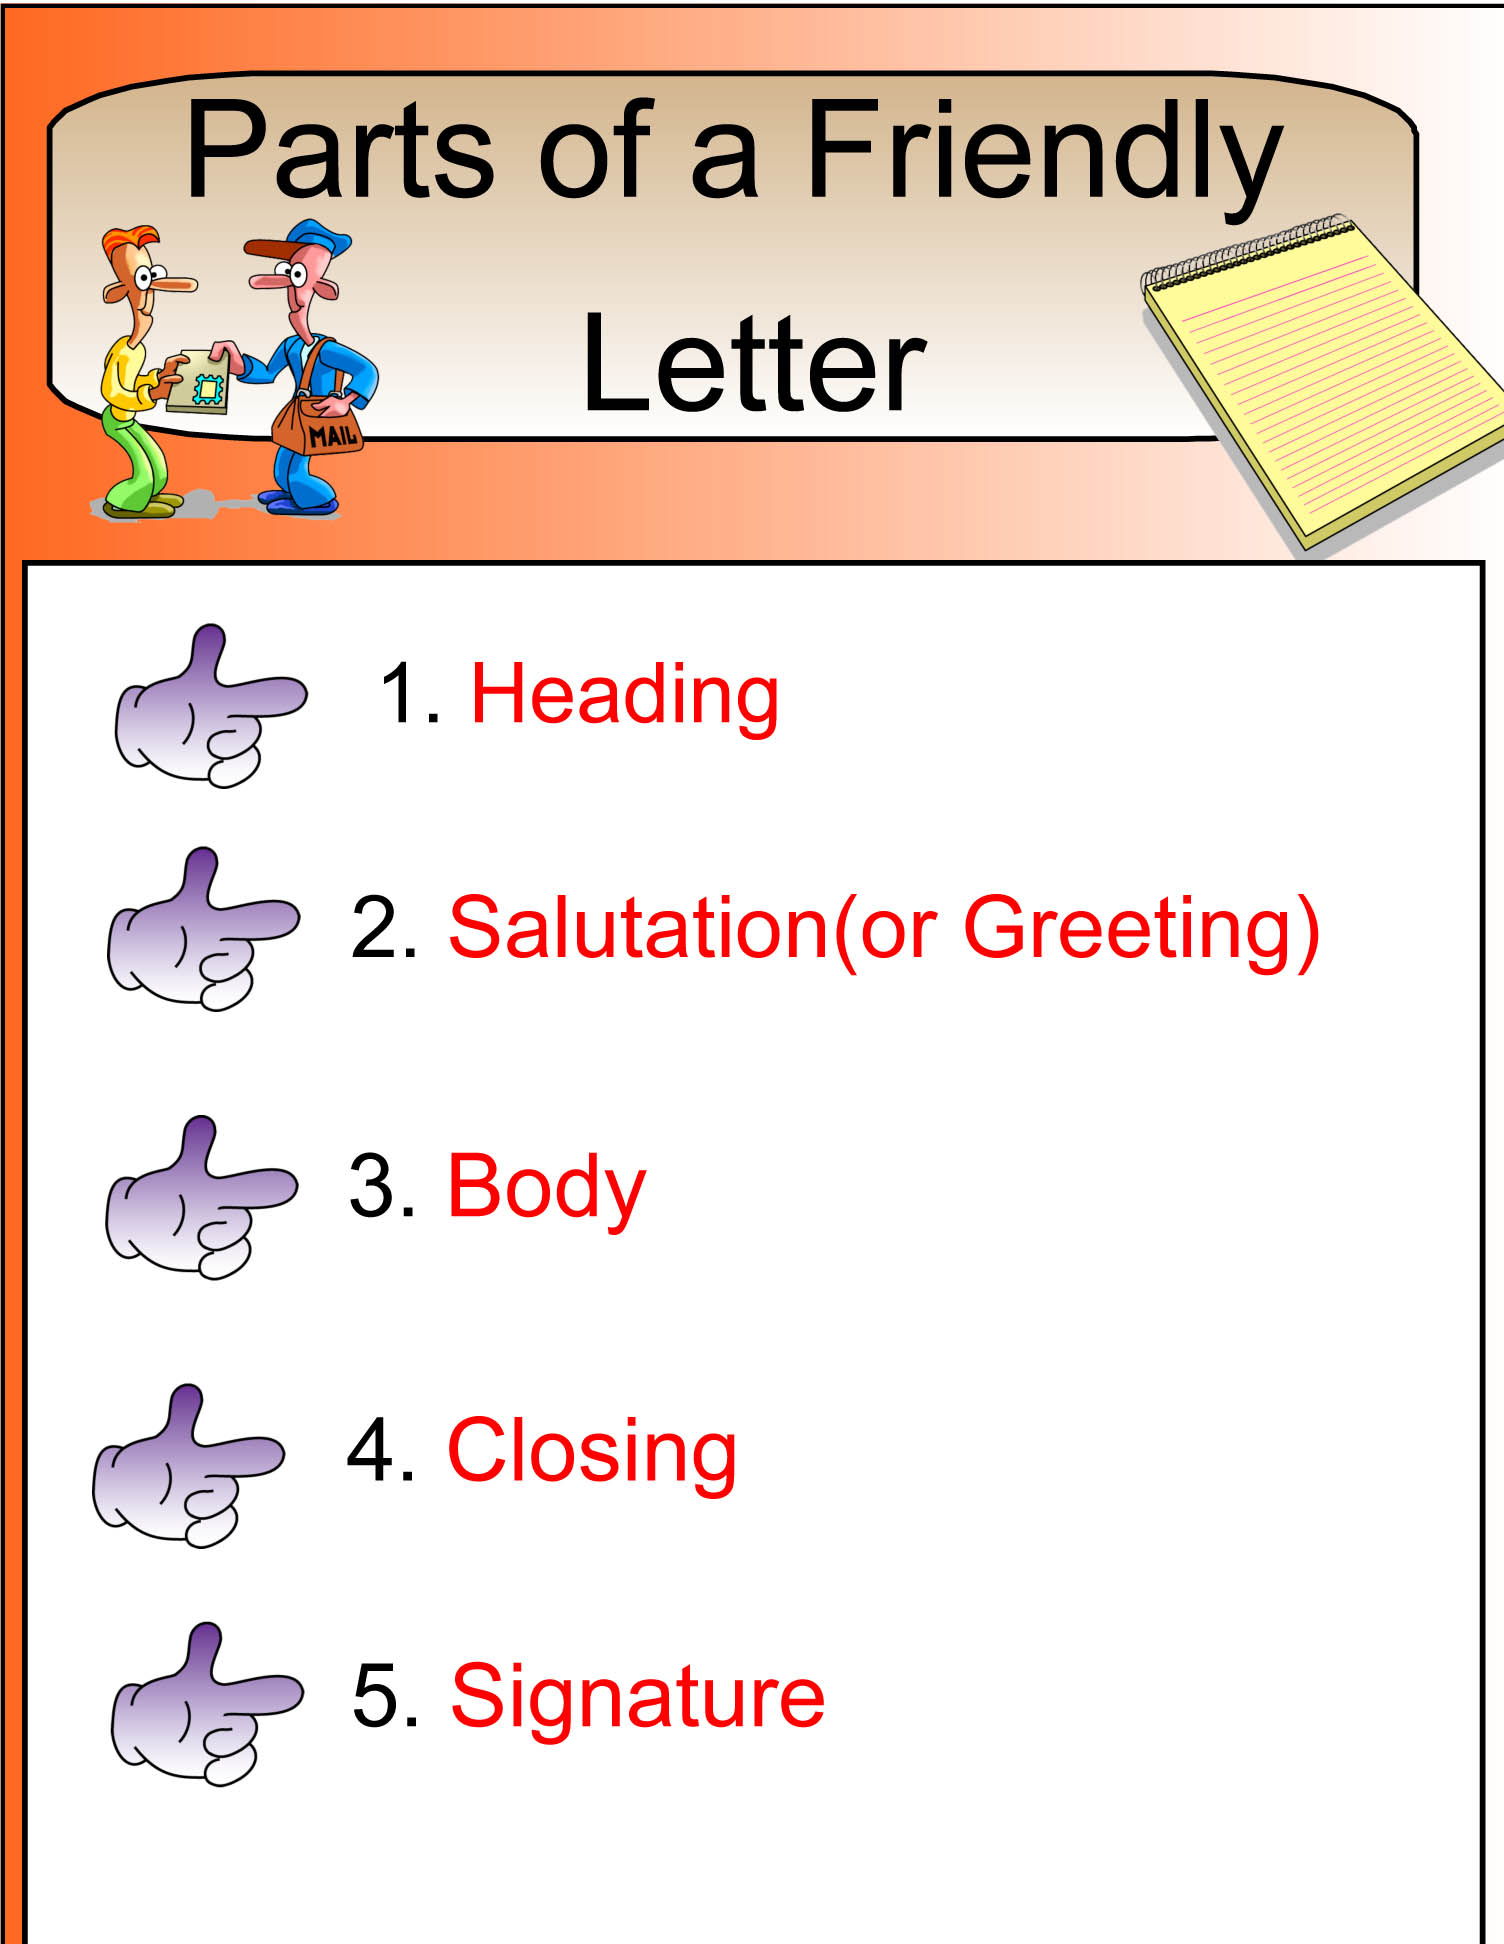 Parts of a Friendly
Letter
MAIL
1. Heading
2. Salutation(or Greeting)
3. Body
4. Closing
5. Signature